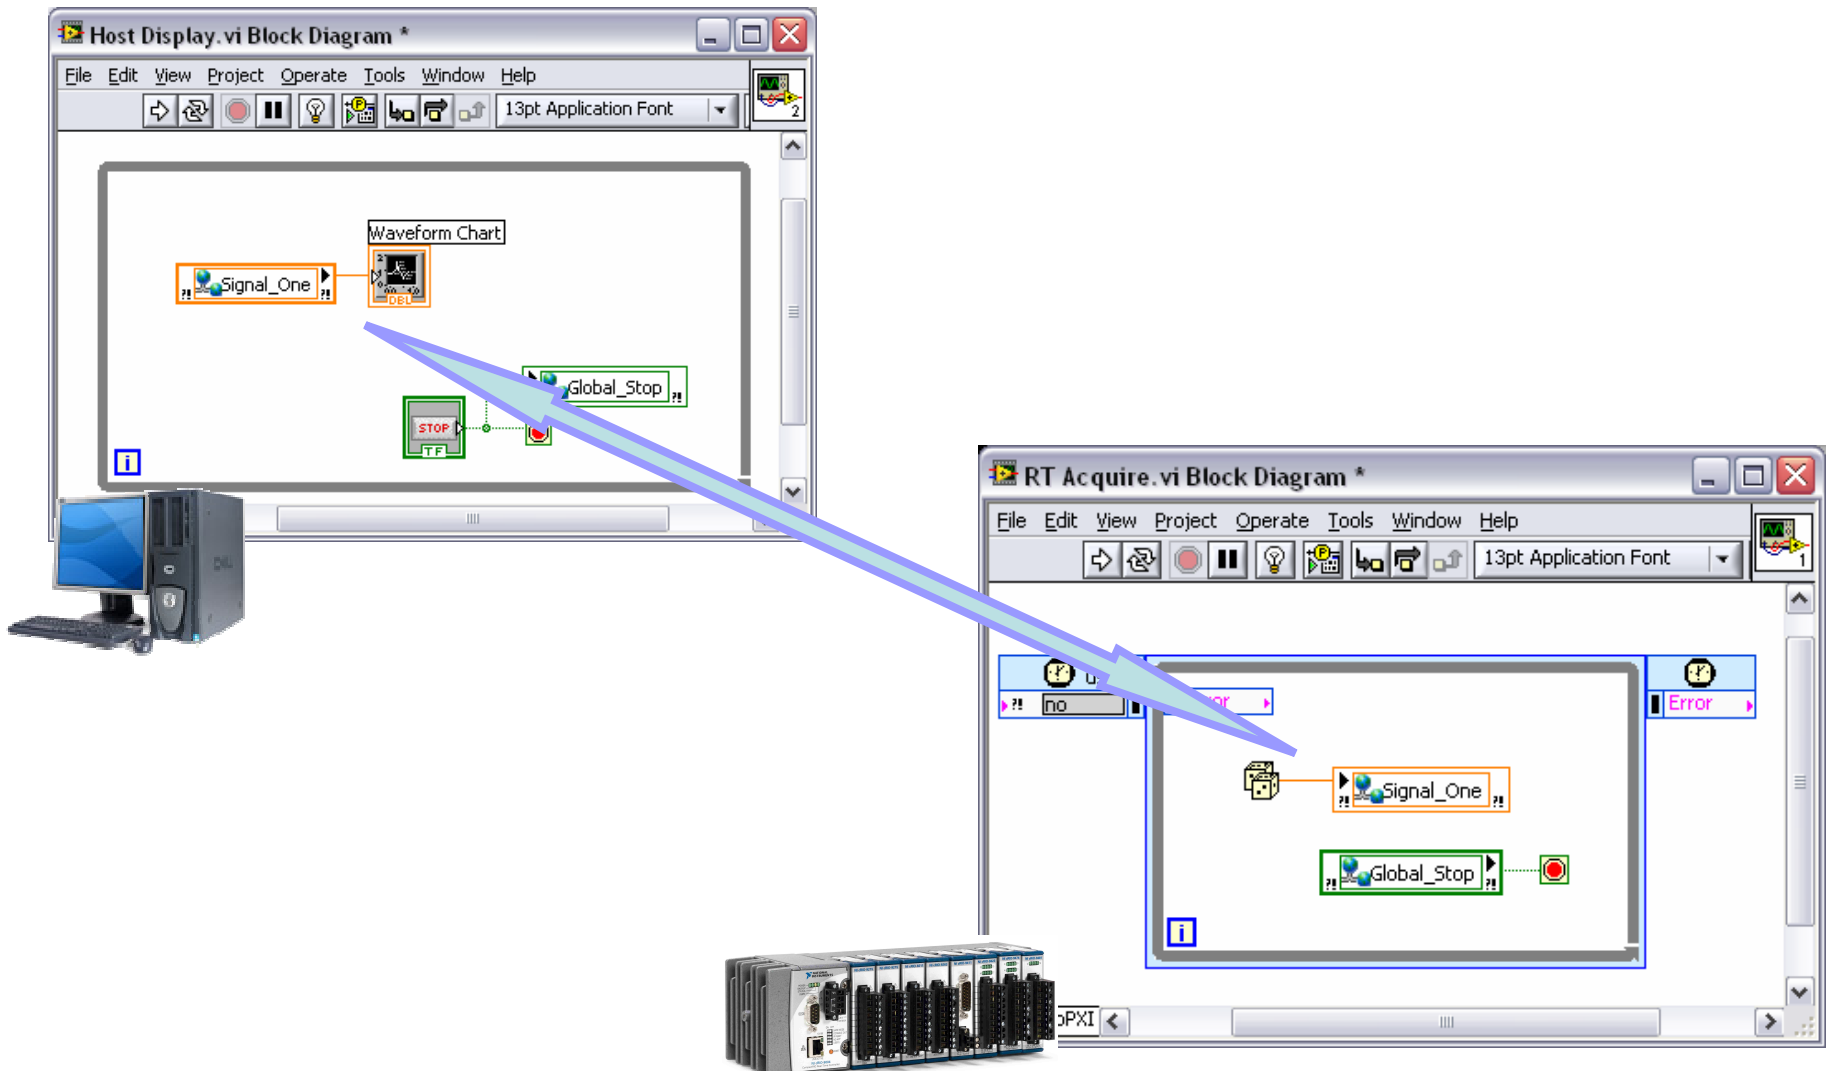 Host Display.vi Block Diagram *
File Edit View Project Operate Tools Window Help
13pt Application Font
2
Waveform Chart
Signal_One
DBL
Global_Stop
STOP
TF
i
RT Acquire.vi Block Diagram *
File Edit View Project Operate Tools Window Help
13pt Application Font
1
no
Error
Signal_One
Global_Stop
i